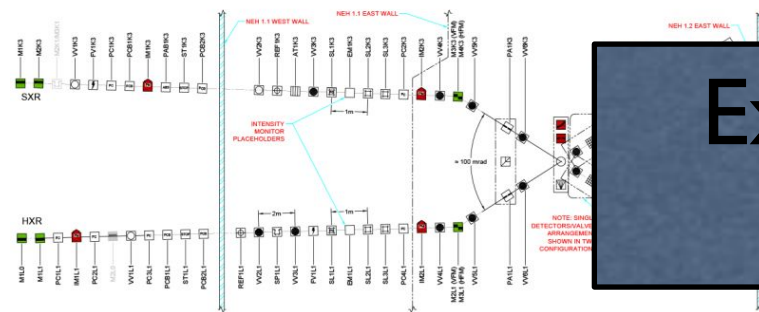 NEH 1.1 WEST WALL
NEH 1.1 EAST WALL
NEH 1.2 EAST WALL
M1K3
M2K3
VV1K3
PV1K3
PC1K3
PCB1K3
IM1K3
PAB1K3
ST1K3
PCB2K3
VV2K3
REF1K3
AT1K3
VV3K3
SL1K3
EM1K3
SL2K3
SL3K3
PC2K3
IM2K3
VV4K3
M3K3 (VFM)
M4K3 (HFM)
VV5K3
PA1K3
VV6K3
SXR
1m
INTENSITY
MONITOR
PLACEHOLDERS
≈ 100 mrad
Ex
HXR
2m
1m
NOTE: SINGL
DETECTORS/VALVE
ARRANGEMEN
SHOWN IN TW
CONFIGURATION
M1L0
M1L1
PC1L1
IM1L1
PC2L1
VV1L1
PC3L1
PCB1L1
ST1L1
PCB2L1
REF1L1
VV2L1
SP1L1
VV3L1
PV1L1
SL1L1
EM1L1
SL2L1
SL3L1
PC4L1
IM2L1
VV4L1
M2L1 (VFM)
M3L1 (HFM)
VV5L1
PA1L1
VV6L1